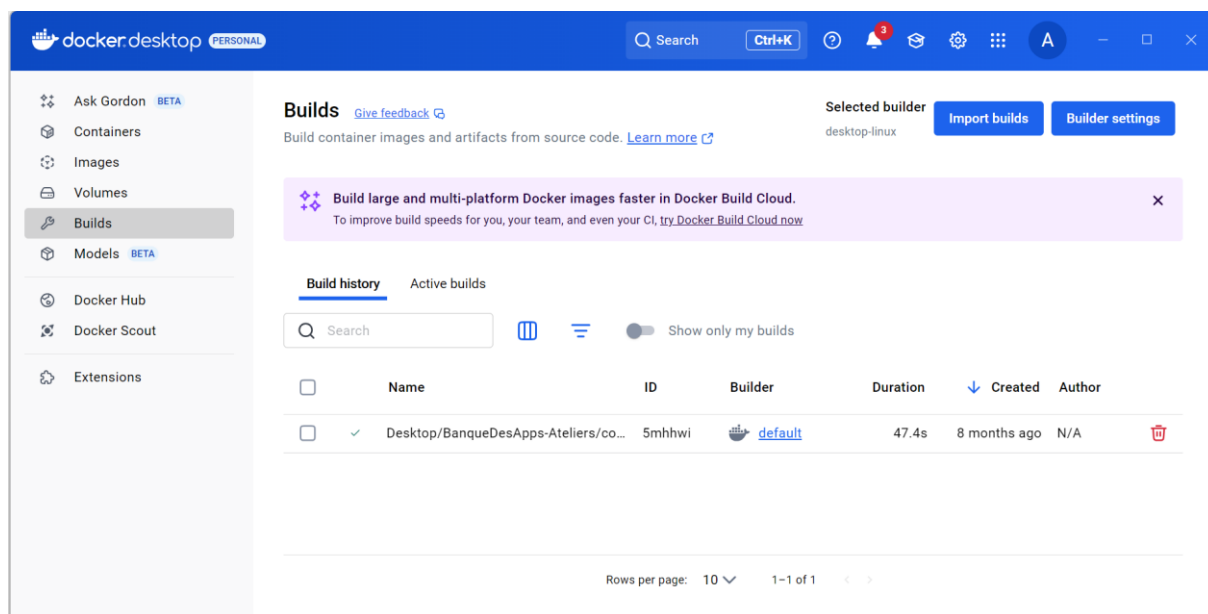 docker.desktop PERSONAL
Search Ctrl+K 3 A
Ask Gordon BETA
Containers
Images
Volumes
Builds
Models BETA
Docker Hub
Docker Scout
Extensions
Builds Give feedback
Build container images and artifacts from source code. Learn more
Selected builder
desktop-linux
Import builds
Builder settings
Build large and multi-platform Docker images faster in Docker Build Cloud.
To improve build speeds for you, your team, and even your CI, try Docker Build Cloud now
Build history Active builds
Search Show only my builds
Name ID Builder Duration Created Author
Desktop/BanqueDesApps-Ateliers/co... 5mhhwi default 47.4s 8 months ago N/A
Rows per page: 10 1–1 of 1